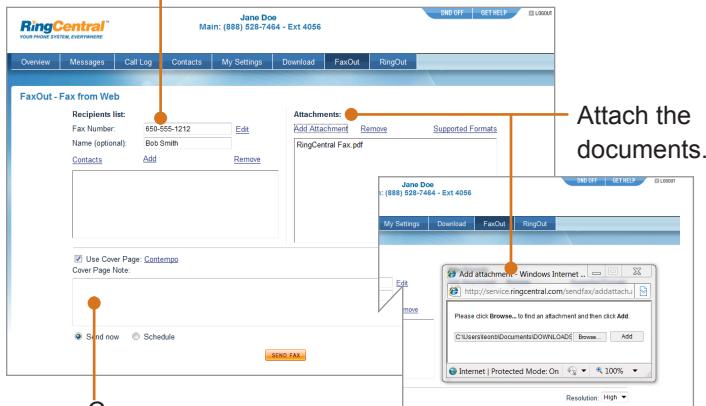 Jane Doe
Main: (888) 528-7464 - Ext 4056
DND OFF GET HELP LOGOUT
RingCentral™
YOUR PHONE SYSTEM, EVERYWHERE
Overview Messages Call Log Contacts My Settings Download FaxOut RingOut
FaxOut - Fax from Web
Recipients list:
Fax Number: 650-555-1212 Edit
Name (optional): Bob Smith
Contacts Add Remove
Attachments:
Add Attachment Remove Supported Formats
RingCentral Fax.pdf
Use Cover Page: Contempo
Cover Page Note:
Send now Schedule
SEND FAX
Attach the
documents.
Jane Doe
(888) 528-7464 - Ext 4056
DND OFF GET HELP LOGOUT
My Settings Download FaxOut RingOut
Edit
Add attachment - Windows Internet ...
http://service.ringcentral.com/sendfax/addattach.
Please click Browse... to find an attachment and then click Add.
C:\Users\leontb\Documents\DOWNLOADS Browse... Add
Internet | Protected Mode: On 100%
Resolution: High